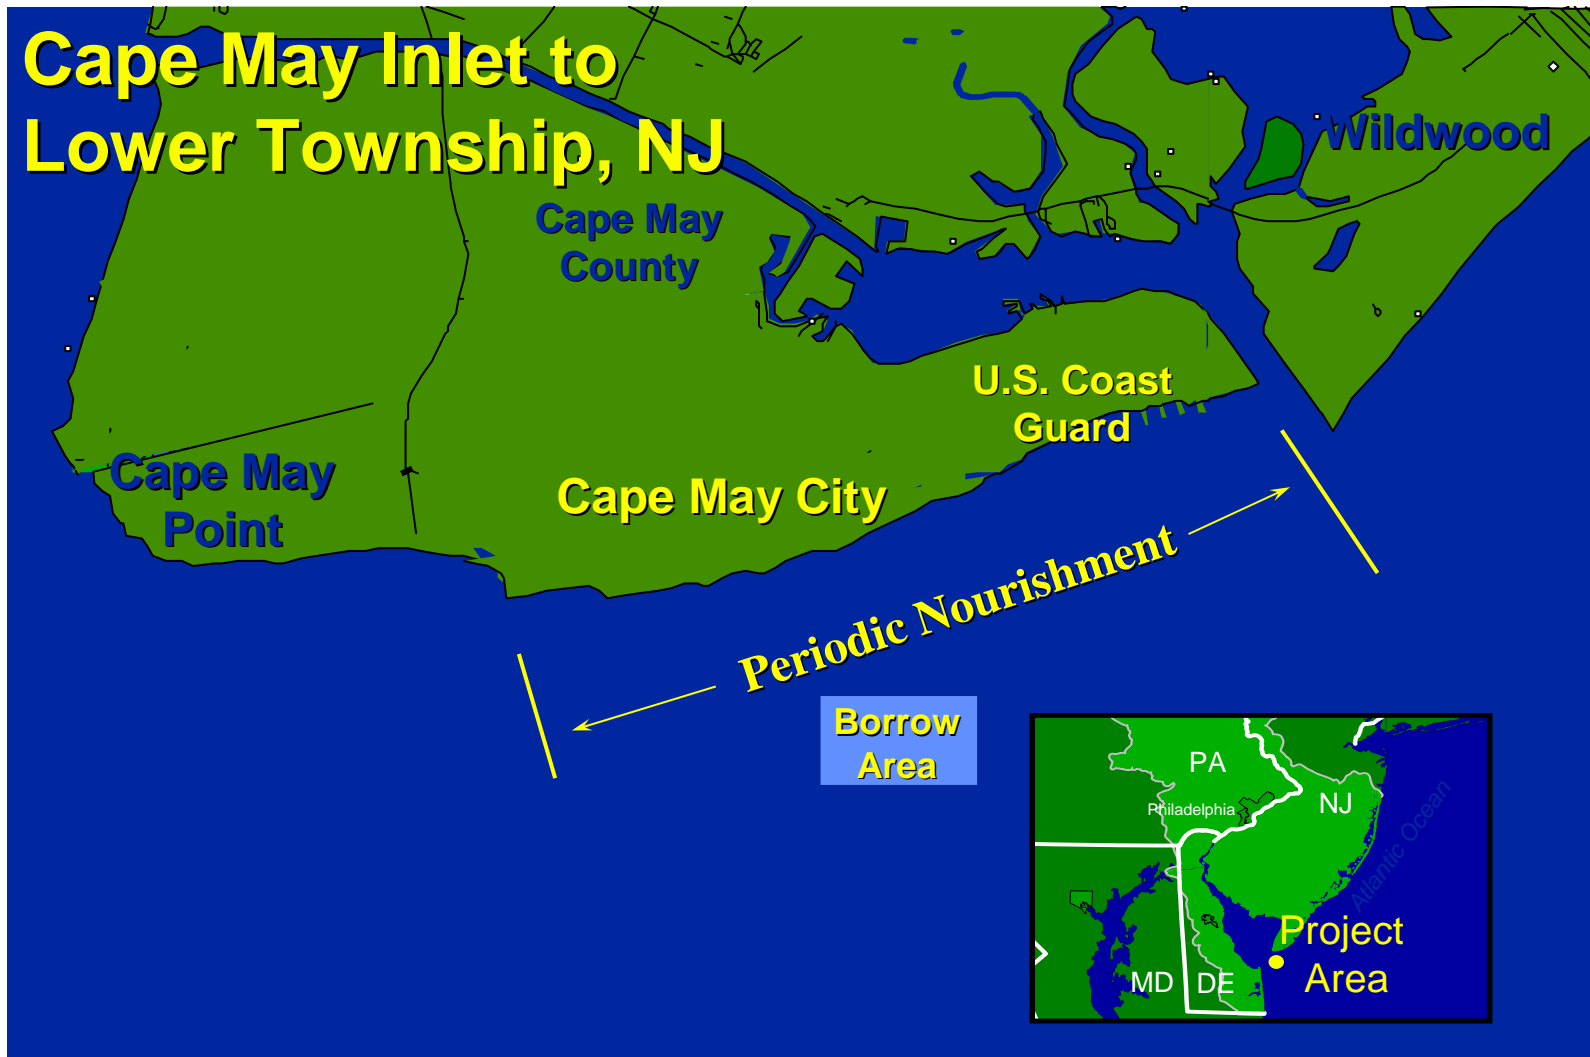 Cape May Inlet to
Lower Township, NJ
Wildwood
Cape May
County
U.S. Coast
Guard
Cape May
Point
Cape May City
Periodic Nourishment
Borrow
Area
PA
Philadelphia
NJ
Atlantic Ocean
Project
Area
MD
DE